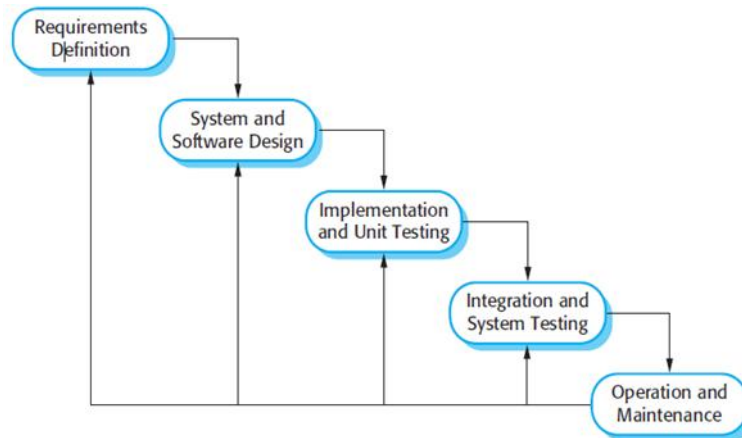 Requirements
Definition
System and
Software Design
Implementation
and Unit Testing
Integration and
System Testing
Operation and
Maintenance